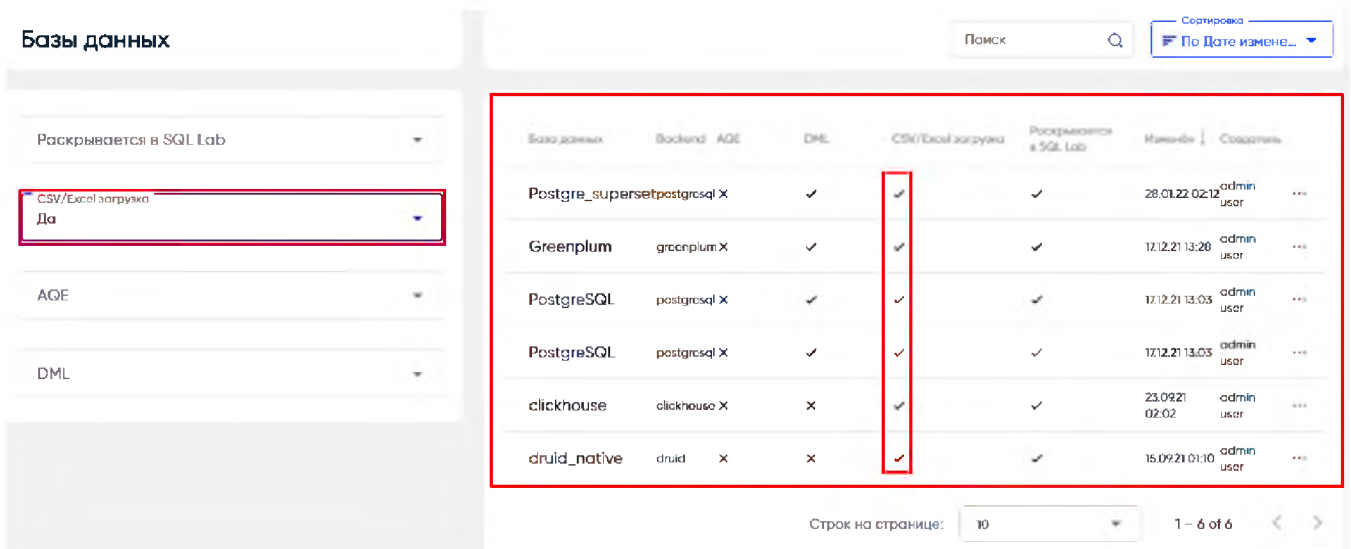 Базы данных
Поиск
Сортировка
По Дате измене...
Раскрывается в SQL Lab
CSV/Excel загрузка
Да
AQE
DML
База данных Backend AQE DML CSV/Excel загрузка Раскрывается в SQL Lab Изменён Создатель
Postgre_superset postgresql ✕ ✓ ✓ ✓ 28.01.22 02:12 admin user ...
Greenplum greenplum ✕ ✓ ✓ ✓ 17.12.21 13:28 admin user ...
PostgreSQL postgresql ✕ ✓ ✓ ✓ 17.12.21 13:03 admin user ...
PostgreSQL postgresql ✕ ✓ ✓ ✓ 17.12.21 13:03 admin user ...
clickhouse clickhouse ✕ ✕ ✓ ✓ 23.09.21 02:02 admin user ...
druid_native druid ✕ ✕ ✓ ✓ 15.09.21 01:10 admin user ...
Строк на странице: 10 1 – 6 of 6